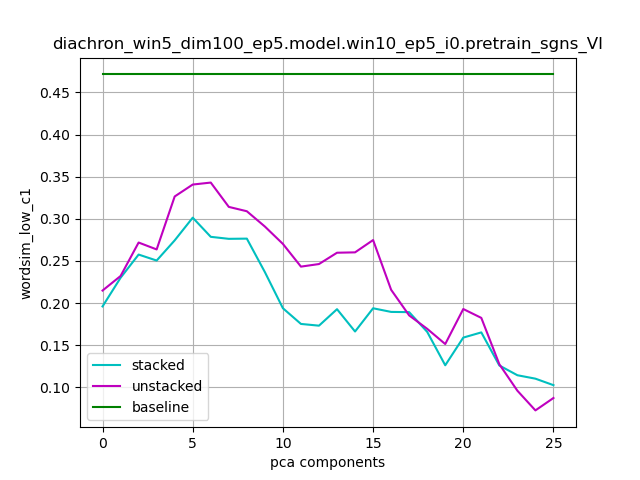 diachron_win5_dim100_ep5.model.win10_ep5_i0.pretrain_sgns_VI
0.45
0.40
0.35
0.30
0.25
0.20
0.15
0.10
wordsim_low_c1
stacked
unstacked
baseline
0 5 10 15 20 25
pca components